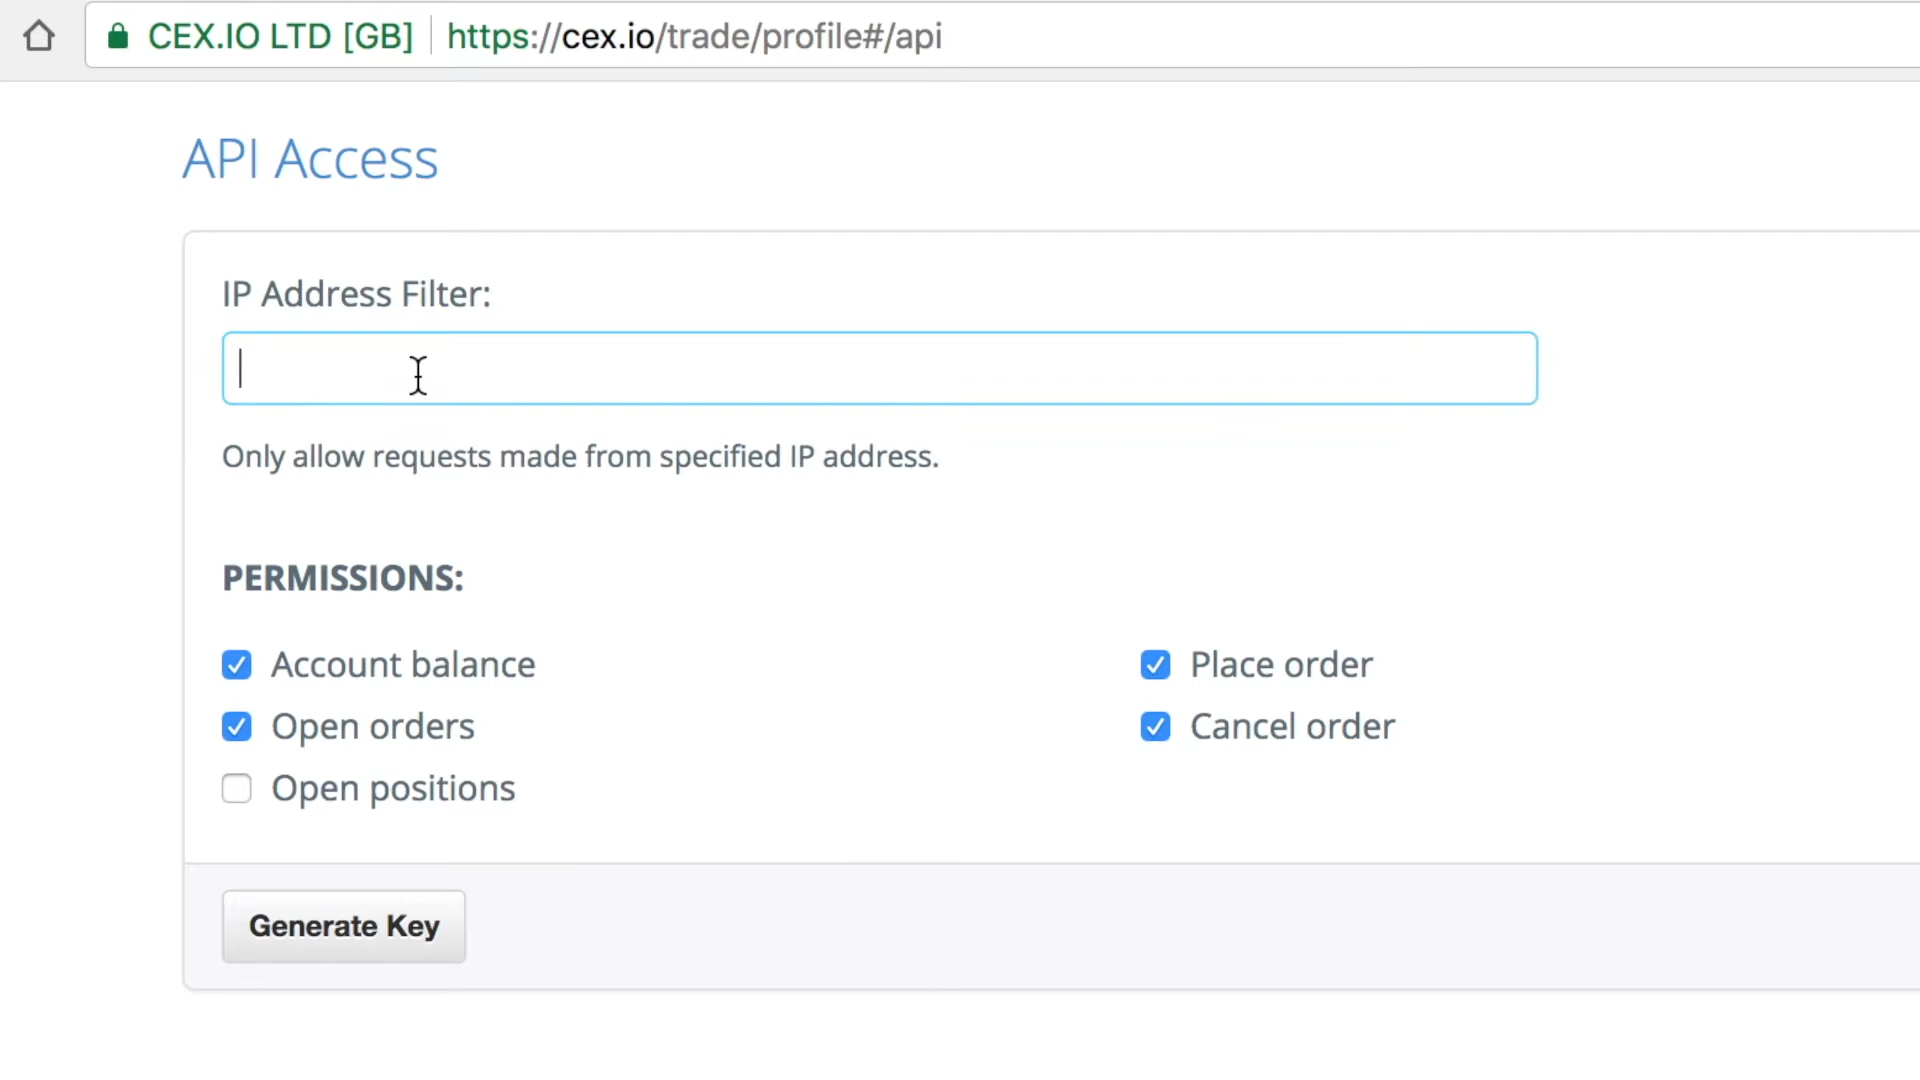 CEX.IO LTD [GB] https://cex.io/trade/profile#/api
API Access
IP Address Filter:
Only allow requests made from specified IP address.
PERMISSIONS:
Account balance
Place order
Open orders
Cancel order
Open positions
Generate Key